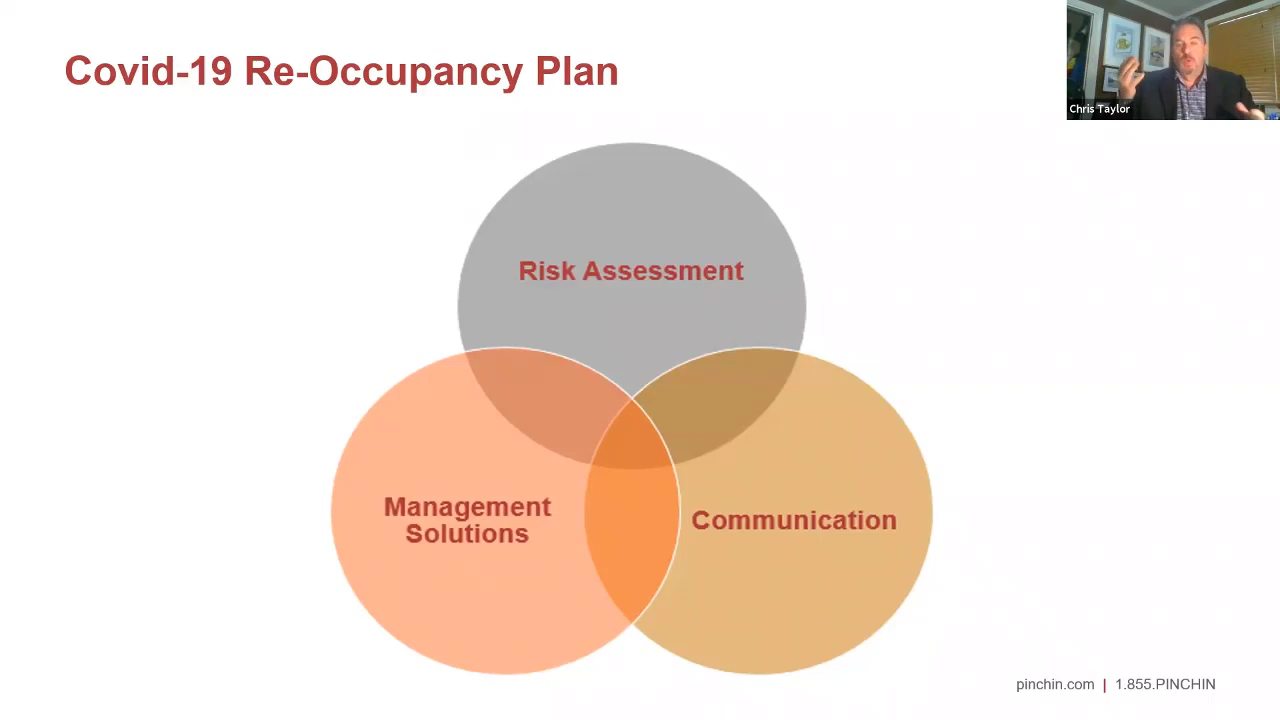 Covid-19 Re-Occupancy Plan
Chris Taylor
Risk Assessment
Management
Solutions
Communication
pinchin.com | 1.855.PINCHIN